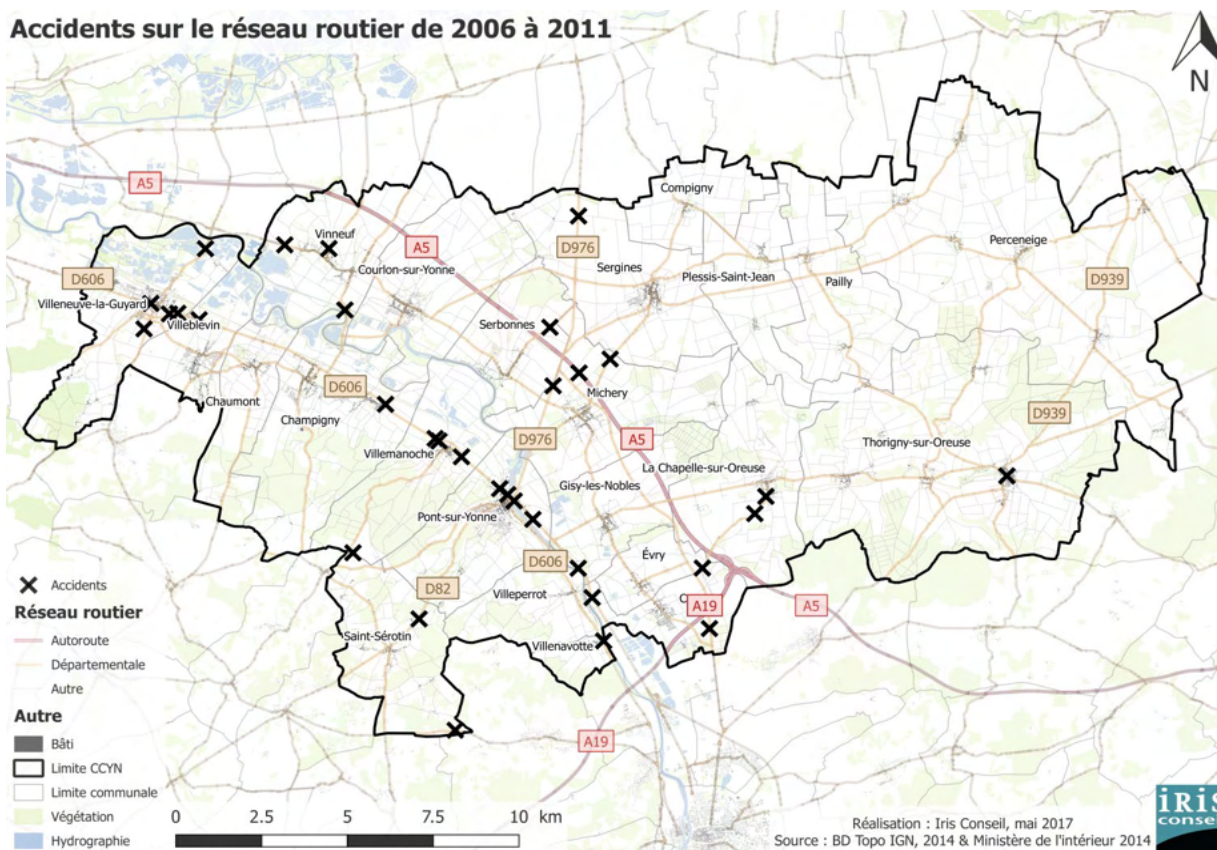 Accidents sur le réseau routier de 2006 à 2011
N
A5
Compigny
Vinneuf
A5
D976
Perceneige
Courlon-sur-Yonne
Sergines
Plessis-Saint-Jean
Pailly
D606
D939
Villeneuve-la-Guyard
Villeblevin
Serbonnes
D606
Michery
Chaumont
Champigny
D939
D976
A5
Thorigny-sur-Oreuse
Villemanoche
La Chapelle-sur-Oreuse
Gisy-les-Nobles
Pont-sur-Yonne
D606
Évry
D82
Villeperrot
A19
A5
Saint-Sérotin
Villenavotte
A19
Accidents
Réseau routier
Autoroute
Départementale
Autre
Autre
Bâti
Limite CCYN
Limite communale
Végétation
Hydrographie
0 2.5 5 7.5 10 km
Réalisation : Iris Conseil, mai 2017
Source : BD Topo IGN, 2014 & Ministère de l'intérieur 2014
iRiS
conseil